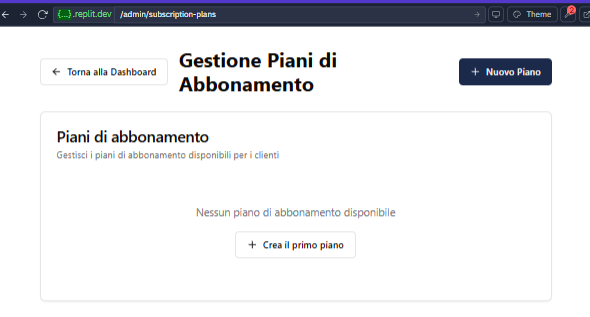 {...}.replit.dev /admin/subscription-plans
Theme
2
Torna alla Dashboard
Gestione Piani di
Abbonamento
Nuovo Piano
Piani di abbonamento
Gestisci i piani di abbonamento disponibili per i clienti
Nessun piano di abbonamento disponibile
Crea il primo piano